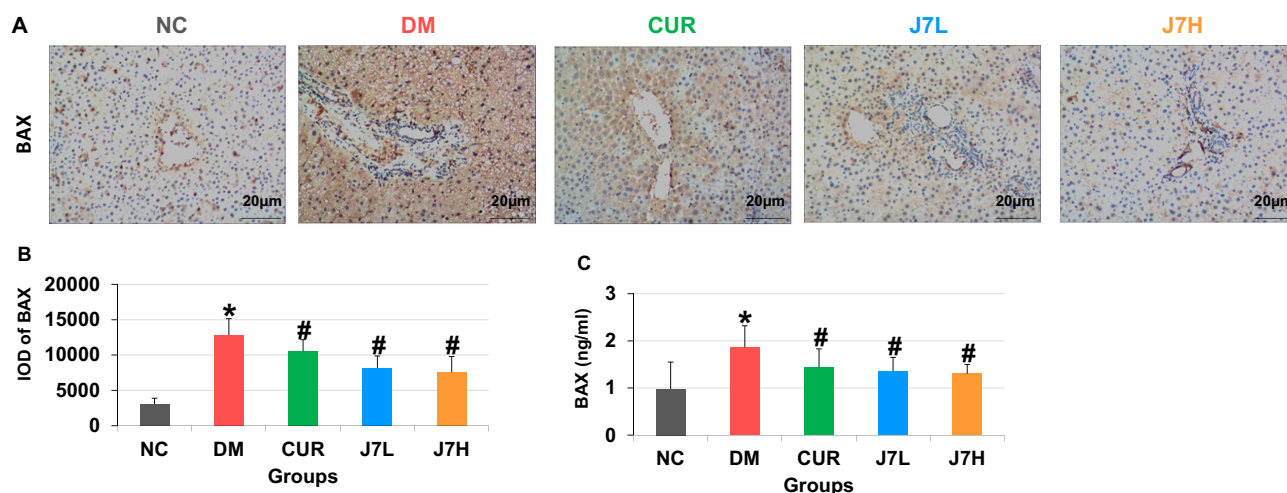 A NC DM CUR J7L J7H
BAX
20μm 20μm 20μm 20μm 20μm
B
IOD of BAX
20000
15000
10000
5000
0
* # # #
NC DM CUR J7L J7H
Groups
C
BAX (ng/ml)
3
2
1
0
* # # #
NC DM CUR J7L J7H
Groups